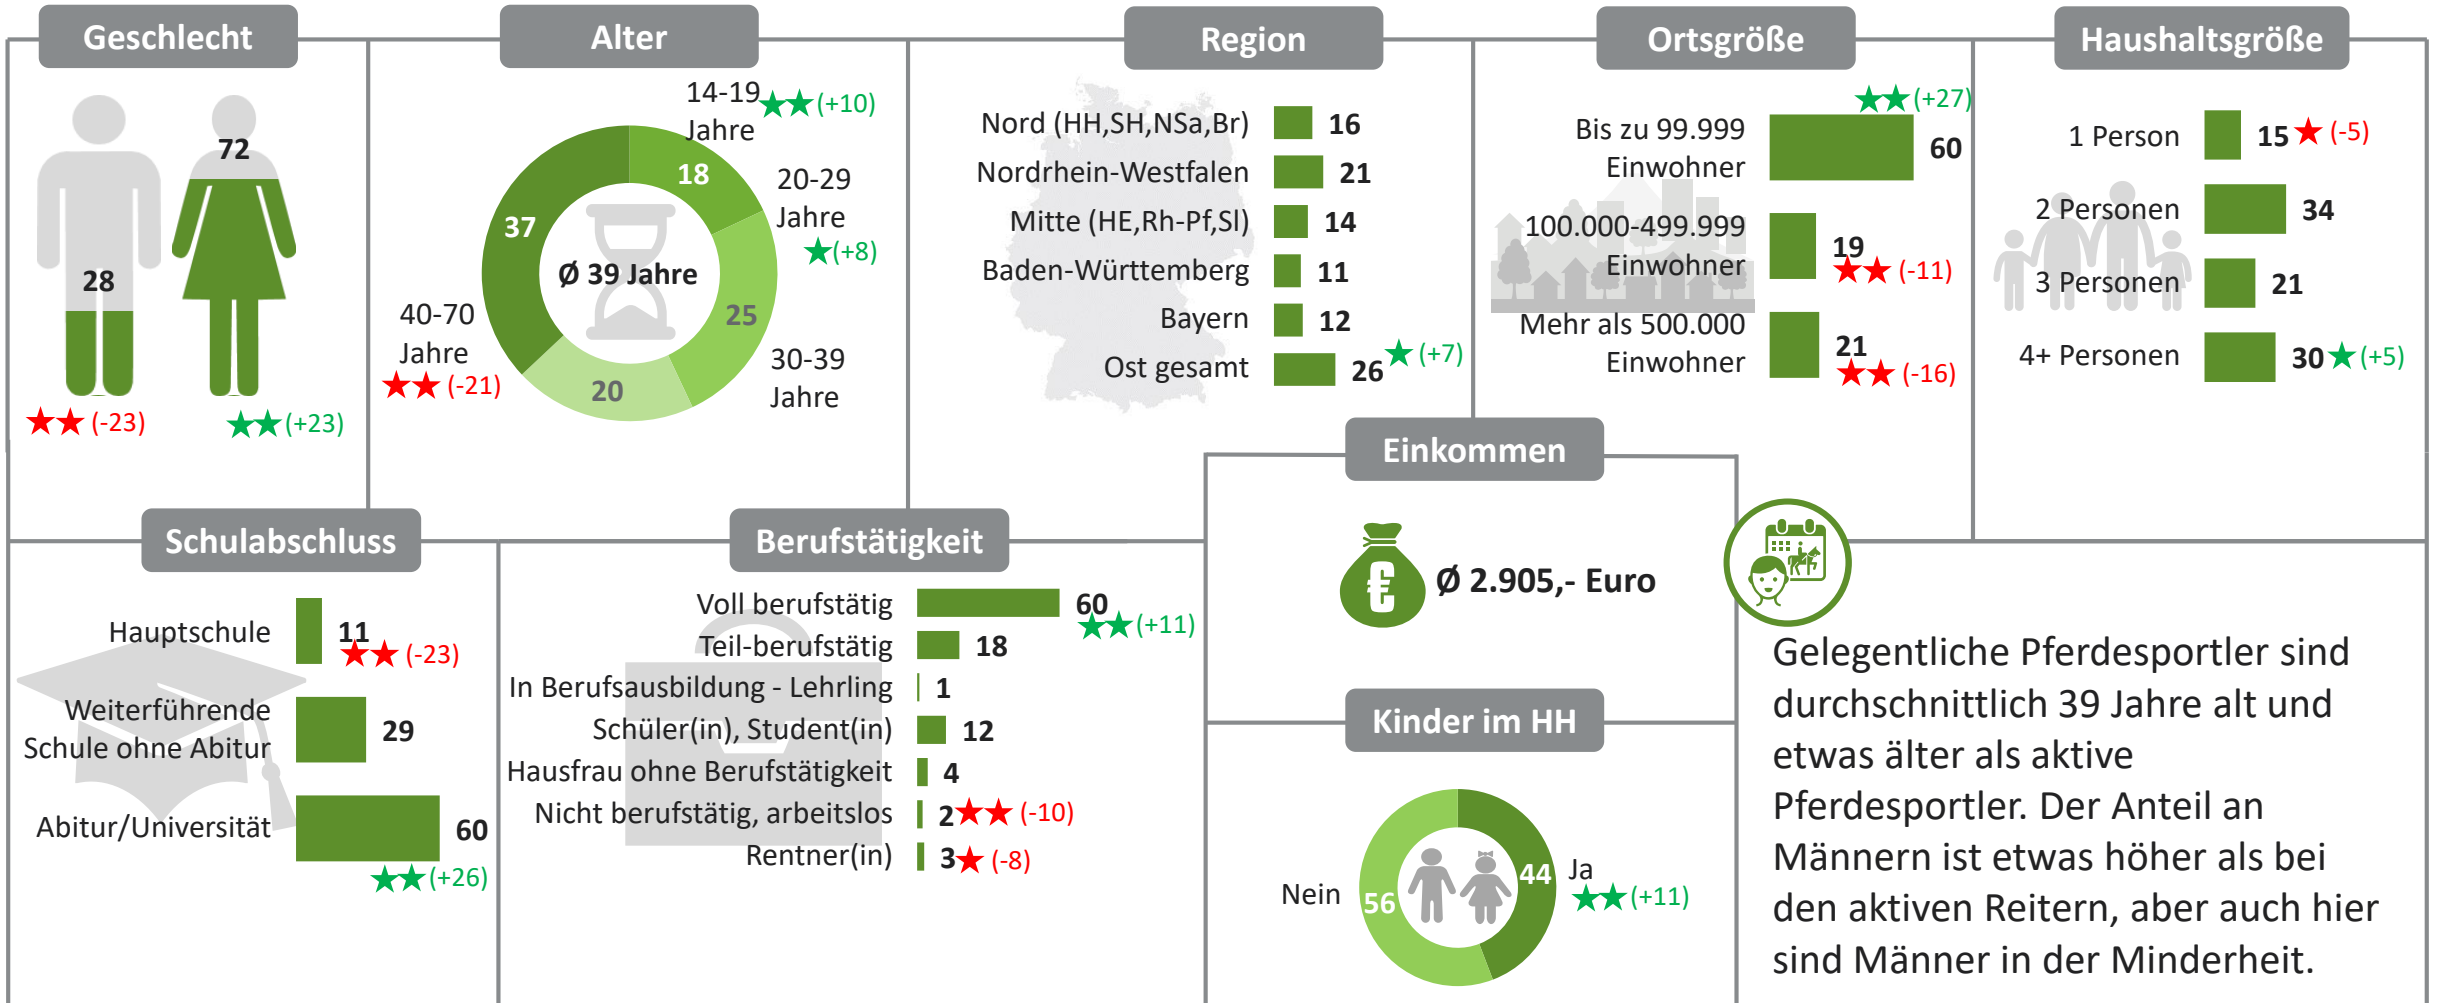 Geschlecht
72
28
(-23)
(+23)
Alter
14-19
Jahre
(+10)
18
20-29
Jahre
(+8)
25
30-39
Jahre
20
40-70
Jahre
(-21)
37
Ø 39 Jahre
Region
Nord (HH,SH,NSa,Br) 16
Nordrhein-Westfalen 21
Mitte (HE,Rh-Pf,Sl) 14
Baden-Württemberg 11
Bayern 12
Ost gesamt 26 (+7)
Ortsgröße
(+27)
Bis zu 99.999
Einwohner
60
100.000-499.999
Einwohner
19
(-11)
Mehr als 500.000
Einwohner
21
(-16)
Haushaltsgröße
1 Person 15 (-5)
2 Personen 34
3 Personen 21
4+ Personen 30 (+5)
Schulabschluss
Hauptschule 11
(-23)
Weiterführende
Schule ohne Abitur
29
Abitur/Universität 60
(+26)
Berufstätigkeit
Voll berufstätig 60
(+11)
Teil-berufstätig 18
In Berufsausbildung - Lehrling 1
Schüler(in), Student(in) 12
Hausfrau ohne Berufstätigkeit 4
Nicht berufstätig, arbeitslos 2 (-10)
Rentner(in) 3 (-8)
Einkommen
€
Ø 2.905,- Euro
Kinder im HH
Nein 56
44 Ja
(+11)
Gelegentliche Pferdesportler sind
durchschnittlich 39 Jahre alt und
etwas älter als aktive
Pferdesportler. Der Anteil an
Männern ist etwas höher als bei
den aktiven Reitern, aber auch hier
sind Männer in der Minderheit.